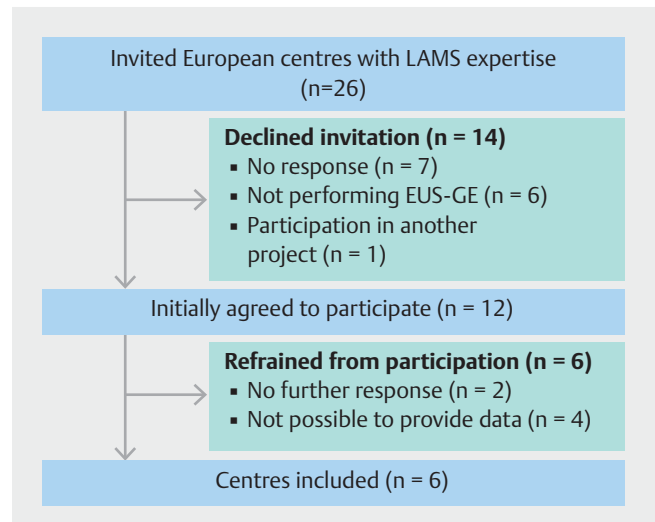 Invited European centres with LAMS expertise
(n=26)
Declined invitation (n = 14)
▪ No response (n = 7)
▪ Not performing EUS-GE (n = 6)
▪ Participation in another
project (n = 1)
Initially agreed to participate (n = 12)
Refrained from participation (n = 6)
▪ No further response (n = 2)
▪ Not possible to provide data (n = 4)
Centres included (n = 6)